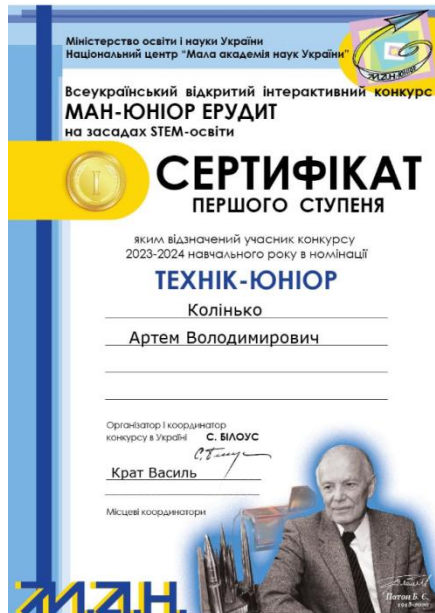 Міністерство освіти і науки України
Національний центр "Мала академія наук України"
М.А.Н.-ЮНІОР
Всеукраїнський відкритий інтерактивний конкурс
МАН-ЮНІОР ЕРУДИТ
на засадах STEM-освіти
I
СЕРТИФІКАТ
ПЕРШОГО СТУПЕНЯ
яким відзначений учасник конкурсу
2023-2024 навчального року в номінації
ТЕХНІК-ЮНІОР
Колінько
Артем Володимирович
Організатор і координатор
конкурсу в Україні С. БІЛОУС
Крат Василь
Місцеві координатори
Патон Б. Є.
М.А.Н.